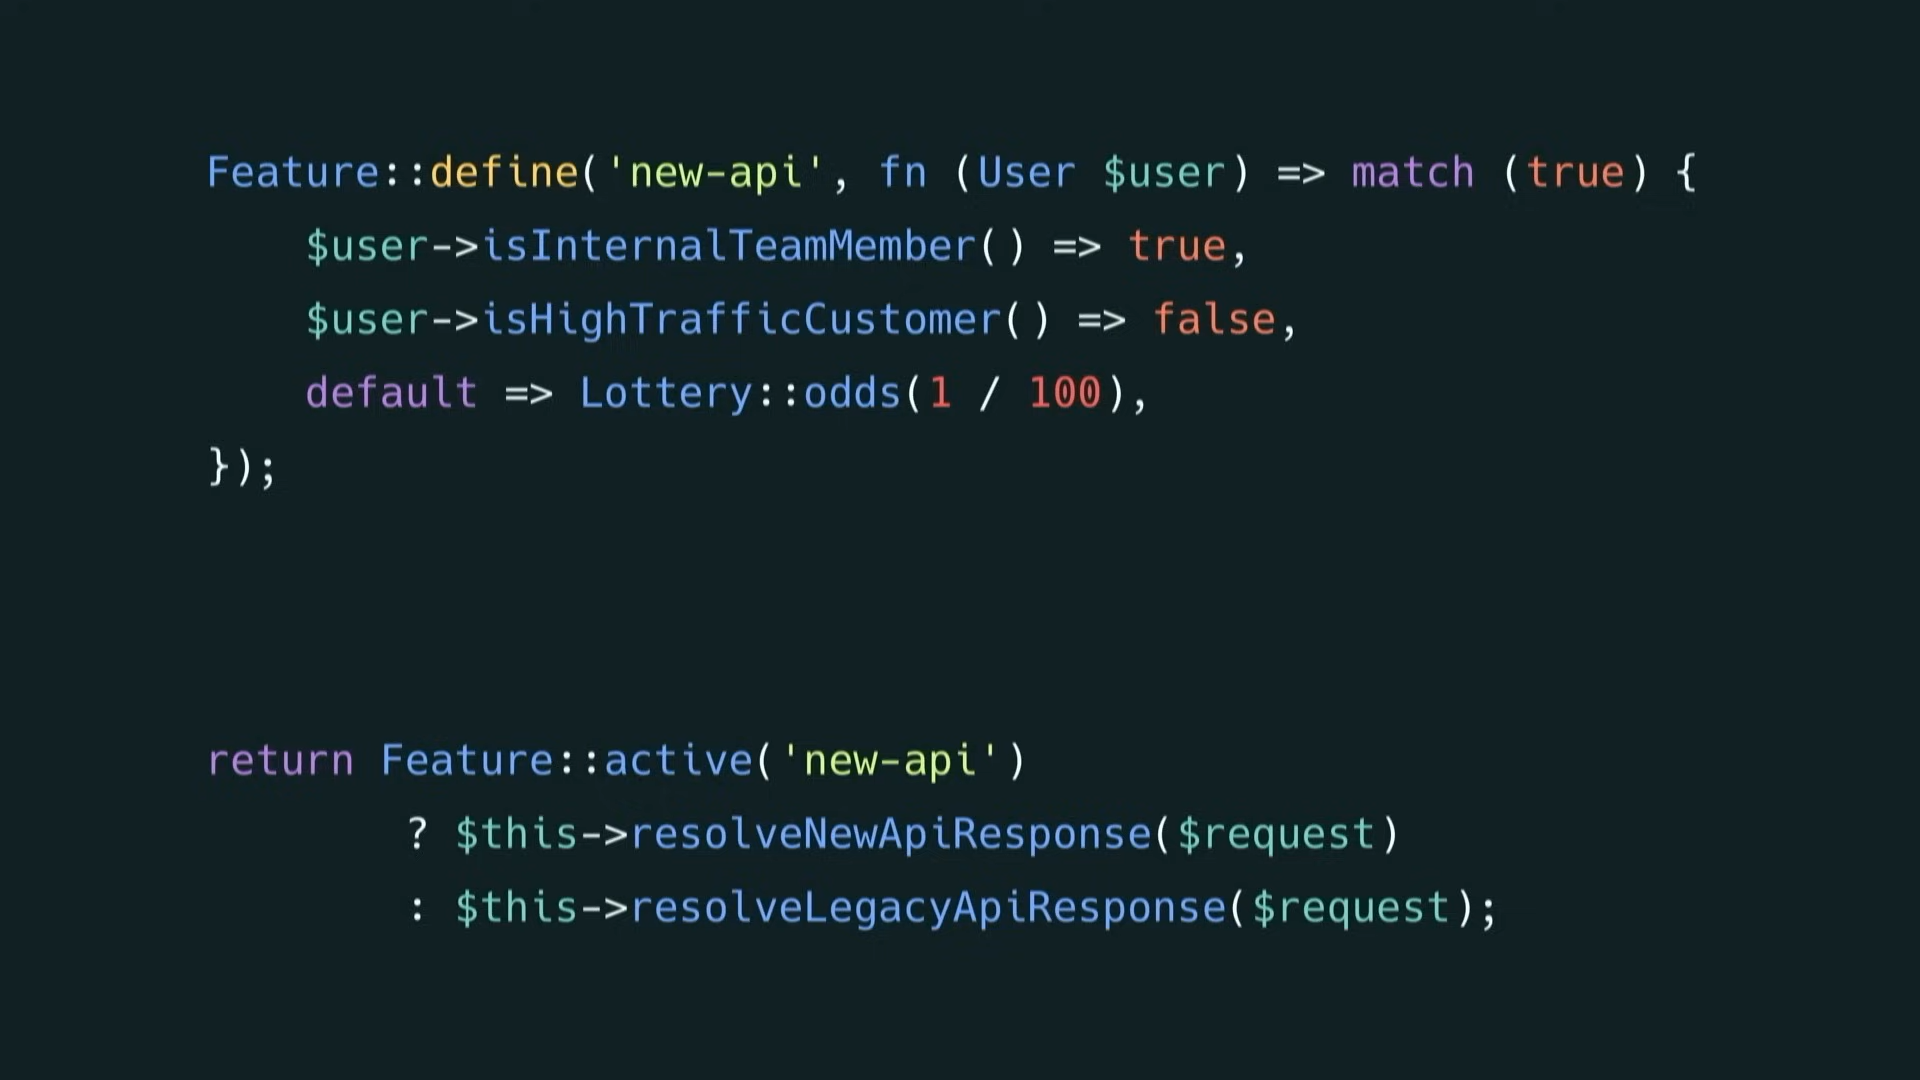 Feature::define('new-api', fn (User $user) => match (true) {
    $user->isInternalTeamMember() => true,
    $user->isHighTrafficCustomer() => false,
    default => Lottery::odds(1 / 100),
});
return Feature::active('new-api')
        ? $this->resolveNewApiResponse($request)
        : $this->resolveLegacyApiResponse($request);